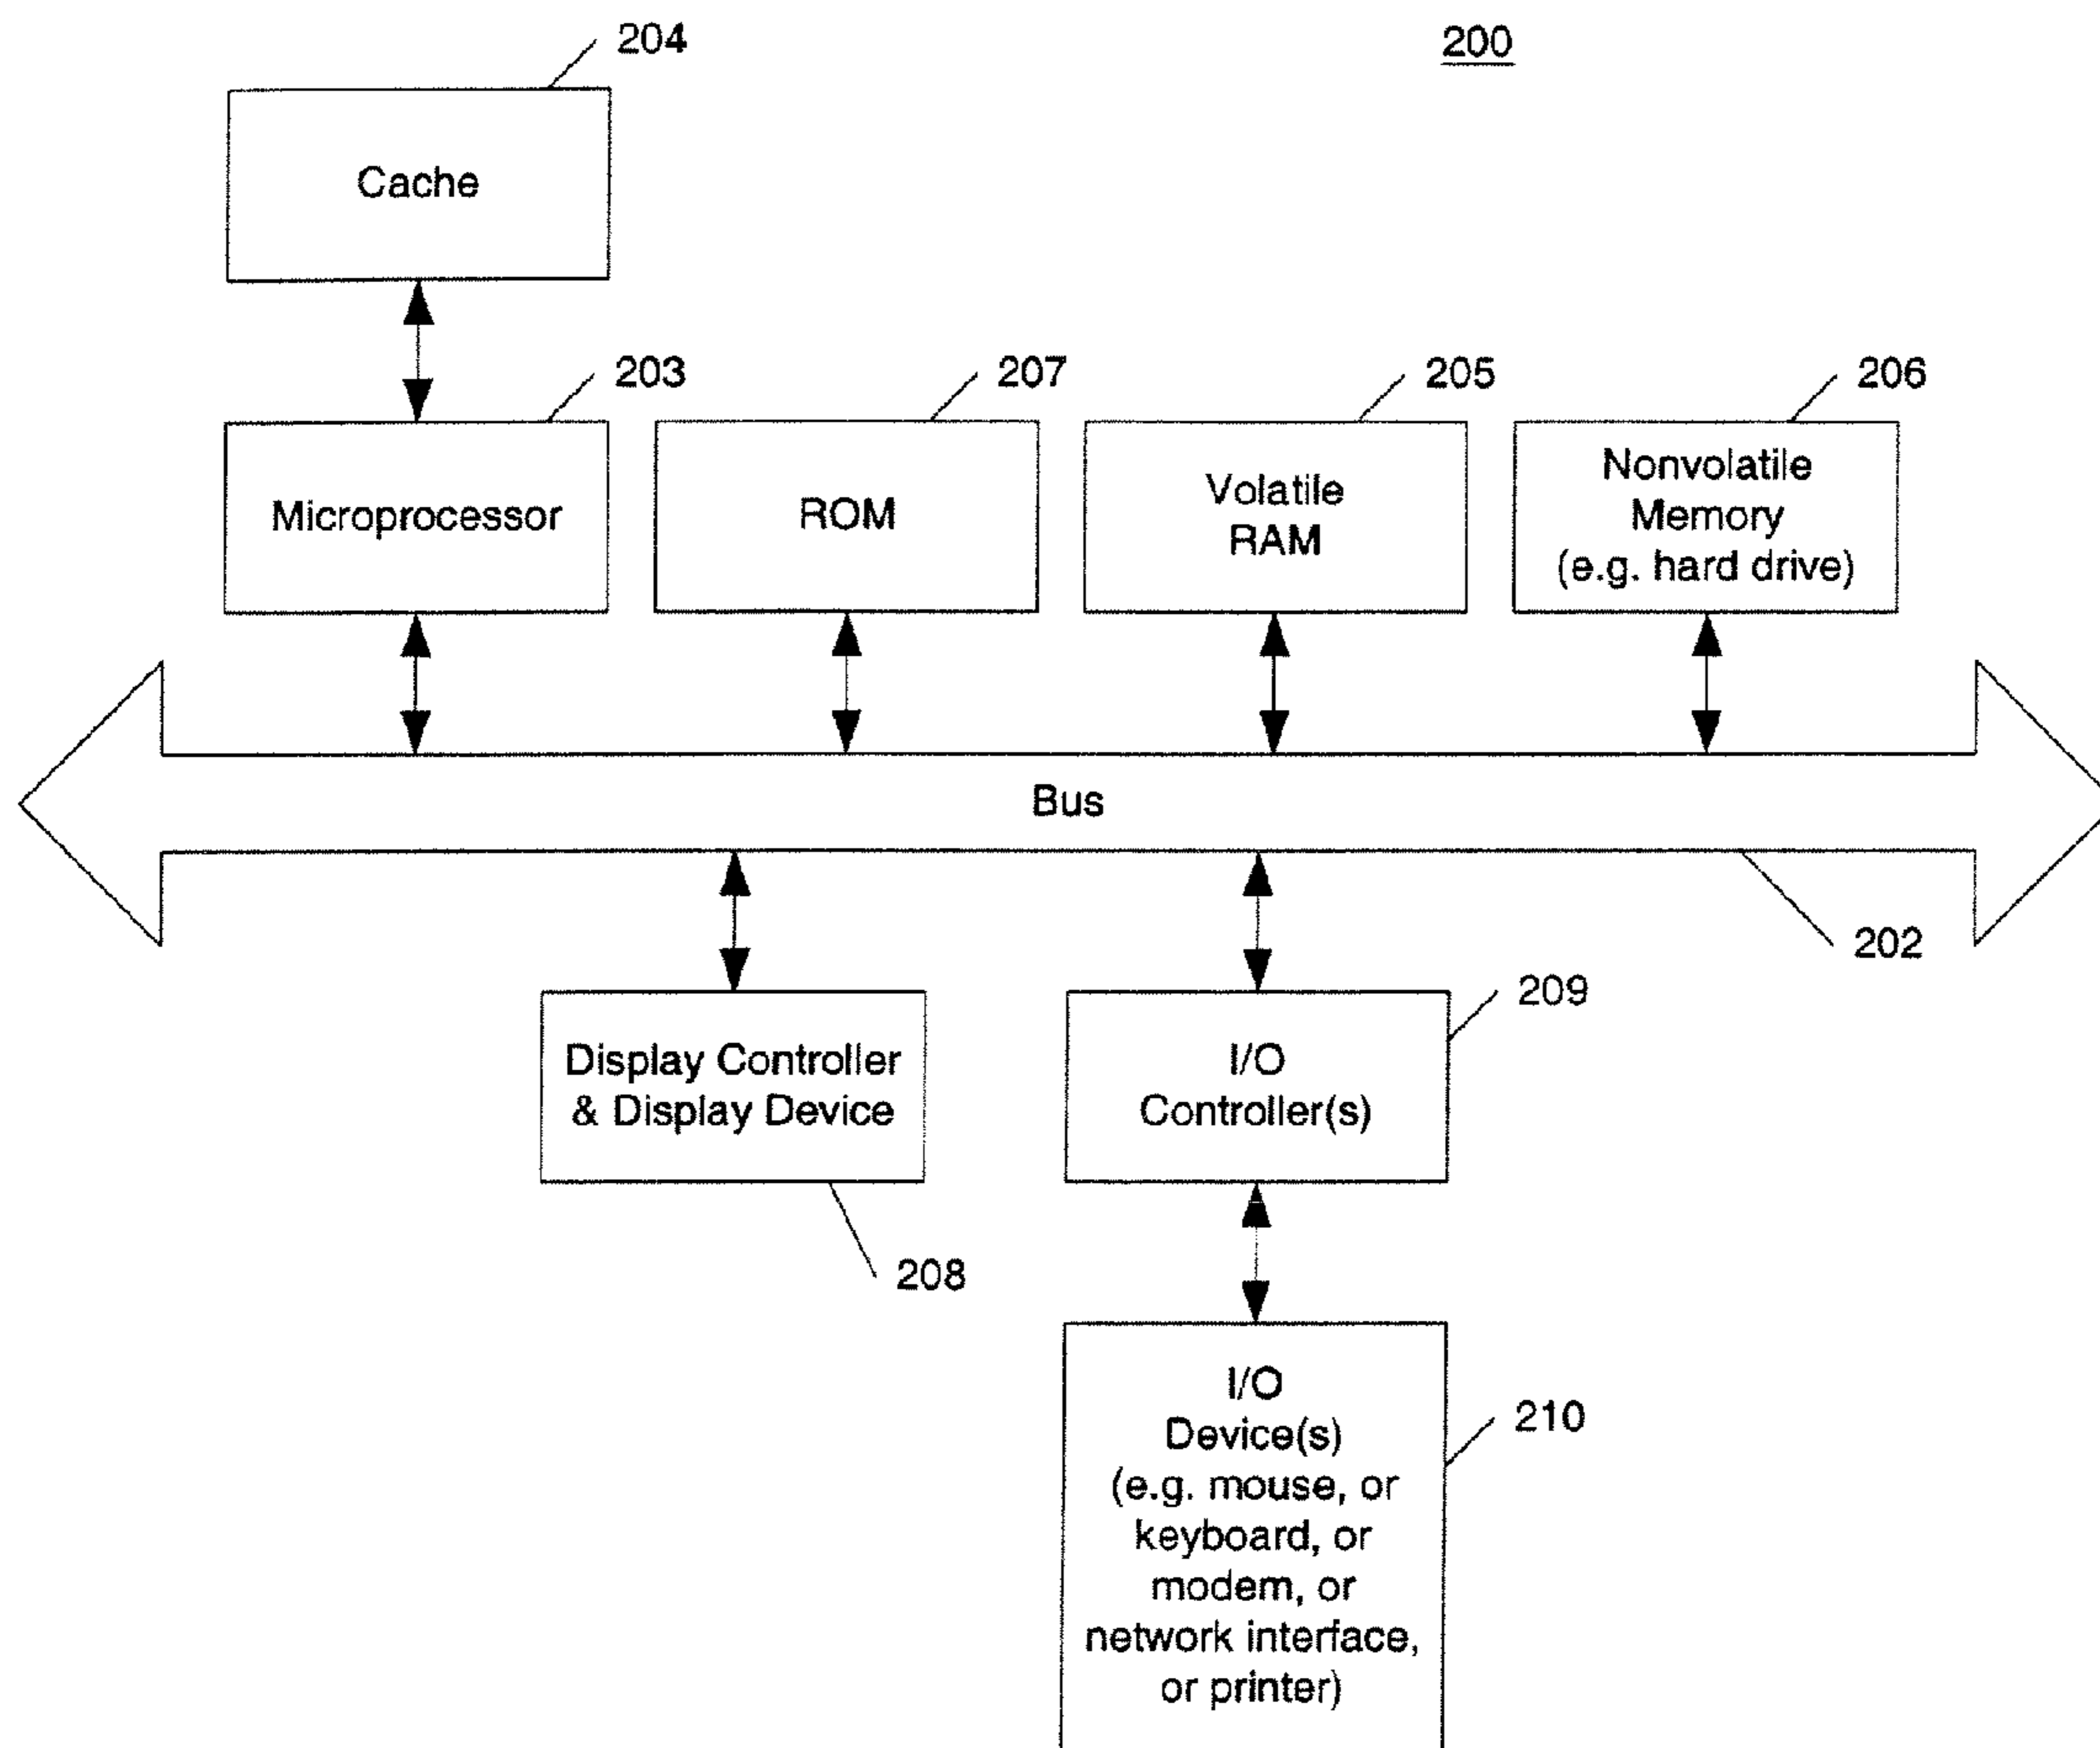 204
200
Cache
203
207
205
206
Microprocessor
ROM
Volatile
RAM
Nonvolatile
Memory
(e.g. hard drive)
Bus
202
209
Display Controller
& Display Device
I/O
Controller(s)
208
I/O
Device(s)
(e.g. mouse, or
keyboard, or
modem, or
network interface,
or printer)
210